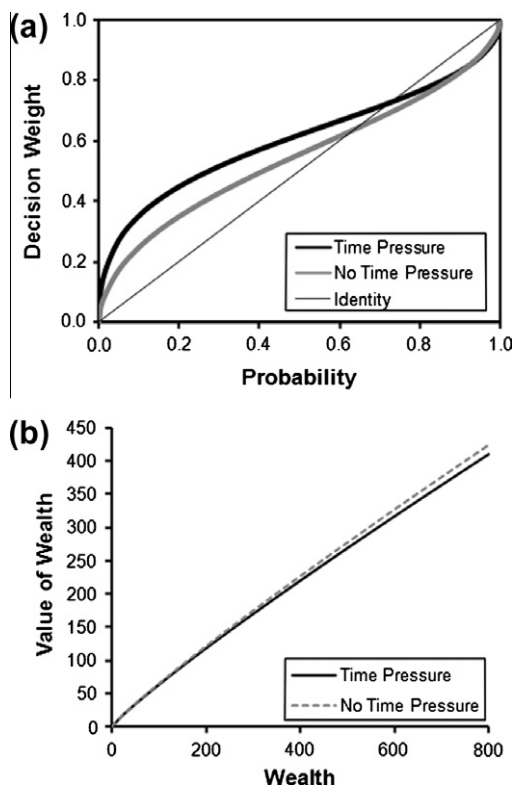 (a)
1.0
0.8
0.6
0.4
0.2
0.0
Decision Weight
Time Pressure
No Time Pressure
Identity
0.0 0.2 0.4 0.6 0.8 1.0
Probability
(b)
450
400
350
300
250
200
150
100
50
0
Value of Wealth
Time Pressure
No Time Pressure
0 200 400 600 800
Wealth